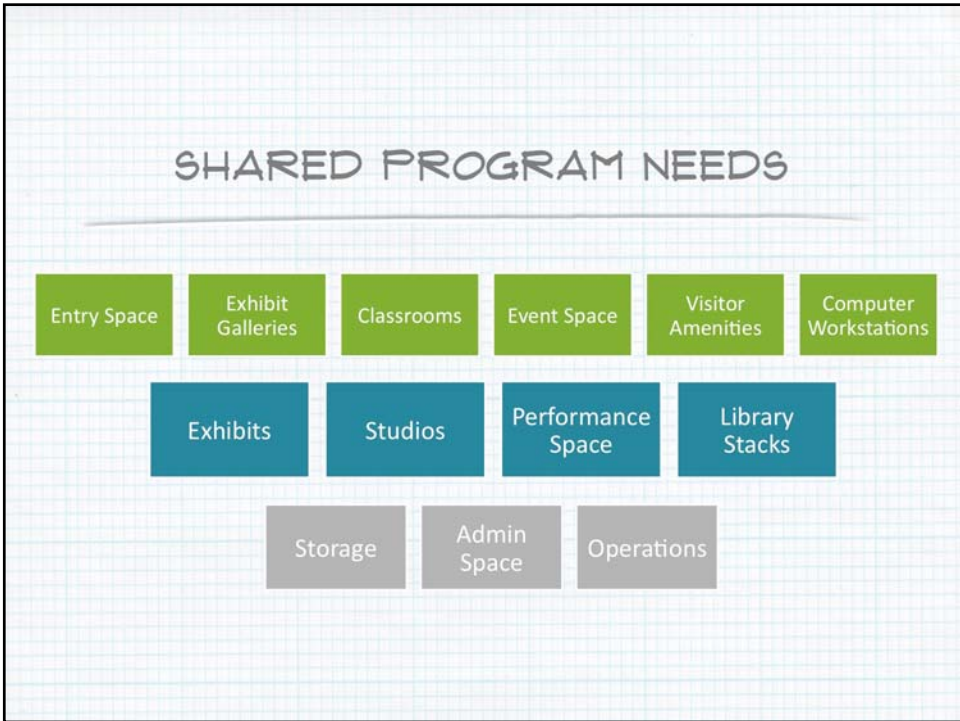 SHARED PROGRAM NEEDS
Entry Space
Exhibit
Galleries
Classrooms
Event Space
Visitor
Amenities
Computer
Workstations
Exhibits
Studios
Performance
Space
Library
Stacks
Storage
Admin
Space
Operations